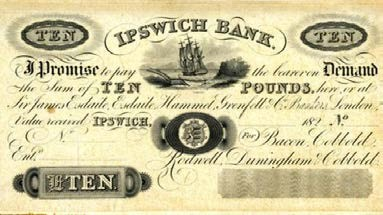 TEN IPSWICH BANK. TEN
I Promise to pay the bearer on Demand
the Sum of TEN POUNDS, here, or at
Sir James Esdaile, Esdaile, Hammet, Grenfell & London.
Value received IPSWICH, 182 No
No (For) Bacon, Cobbold,
Entd. Rodwell, Dunningham & Cobbold.
TEN.